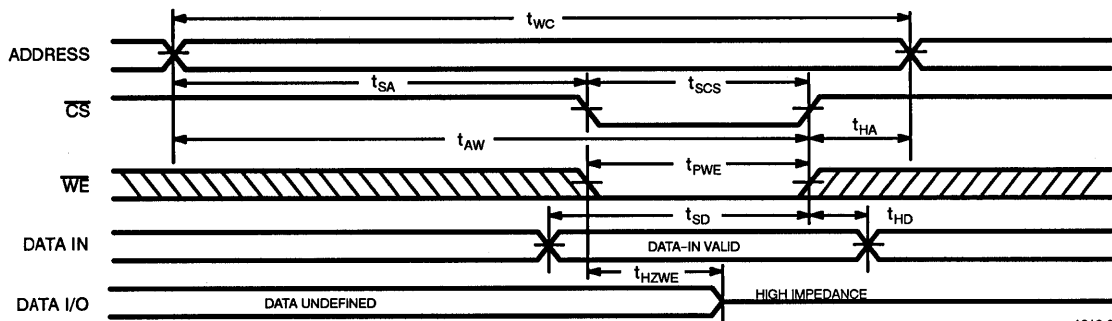 tWC
ADDRESS
tSA
tSCS
CS
tAW
tHA
tPWE
WE
tSD
tHD
DATA IN
DATA-IN VALID
tHZWE
DATA I/O
DATA UNDEFINED
HIGH IMPEDANCE